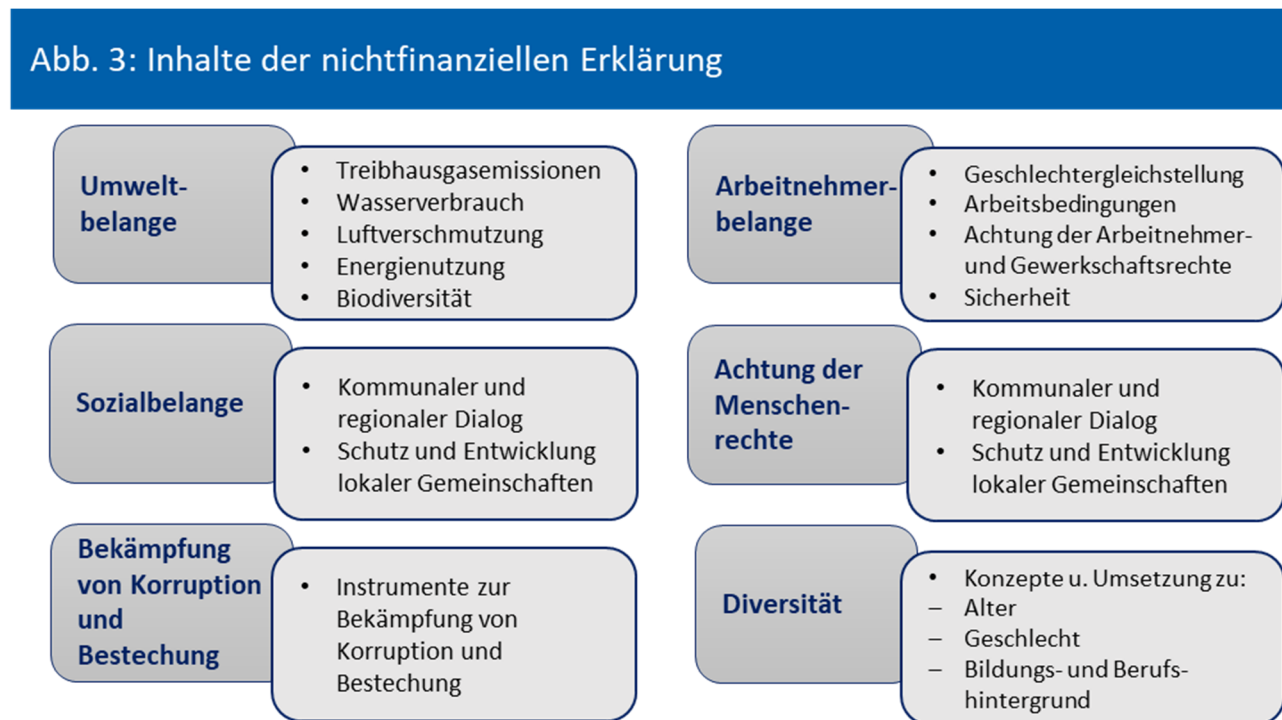 Abb. 3: Inhalte der nichtfinanziellen Erklärung
Umwelt-
belange
• Treibhausgasemissionen
• Wasserverbrauch
• Luftverschmutzung
• Energienutzung
• Biodiversität
Arbeitnehmer-
belange
• Geschlechtergleichstellung
• Arbeitsbedingungen
• Achtung der Arbeitnehmer-
und Gewerkschaftsrechte
• Sicherheit
Sozialbelange
• Kommunaler und
regionaler Dialog
• Schutz und Entwicklung
lokaler Gemeinschaften
Achtung der
Menschen-
rechte
• Kommunaler und
regionaler Dialog
• Schutz und Entwicklung
lokaler Gemeinschaften
Bekämpfung
von Korruption
und
Bestechung
• Instrumente zur
Bekämpfung von
Korruption und
Bestechung
Diversität
• Konzepte u. Umsetzung zu:
– Alter
– Geschlecht
– Bildungs- und Berufs-
hintergrund